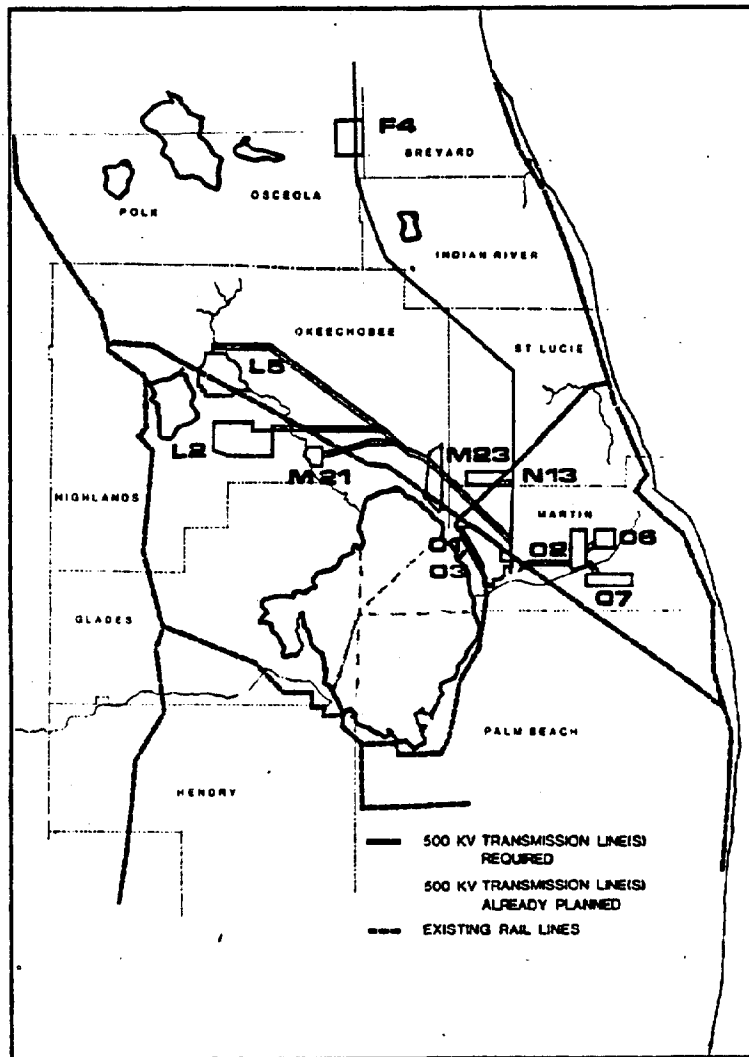 F4
BREVARD
OSCEOLA
POLK
INDIAN RIVER
OKEECHOBEE
ST LUCIE
L5
L2
M21
M23
N13
HIGHLANDS
MARTIN
O1
O2
O6
O3
O7
GLADES
PALM BEACH
HENDRY
500 KV TRANSMISSION LINE(S)
REQUIRED
500 KV TRANSMISSION LINE(S)
ALREADY PLANNED
EXISTING RAIL LINES